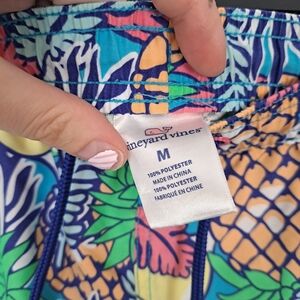 vineyard vines®
M
100% POLYESTER
MADE IN CHINA
100% POLYESTER
FABRIQUÉ EN CHINE